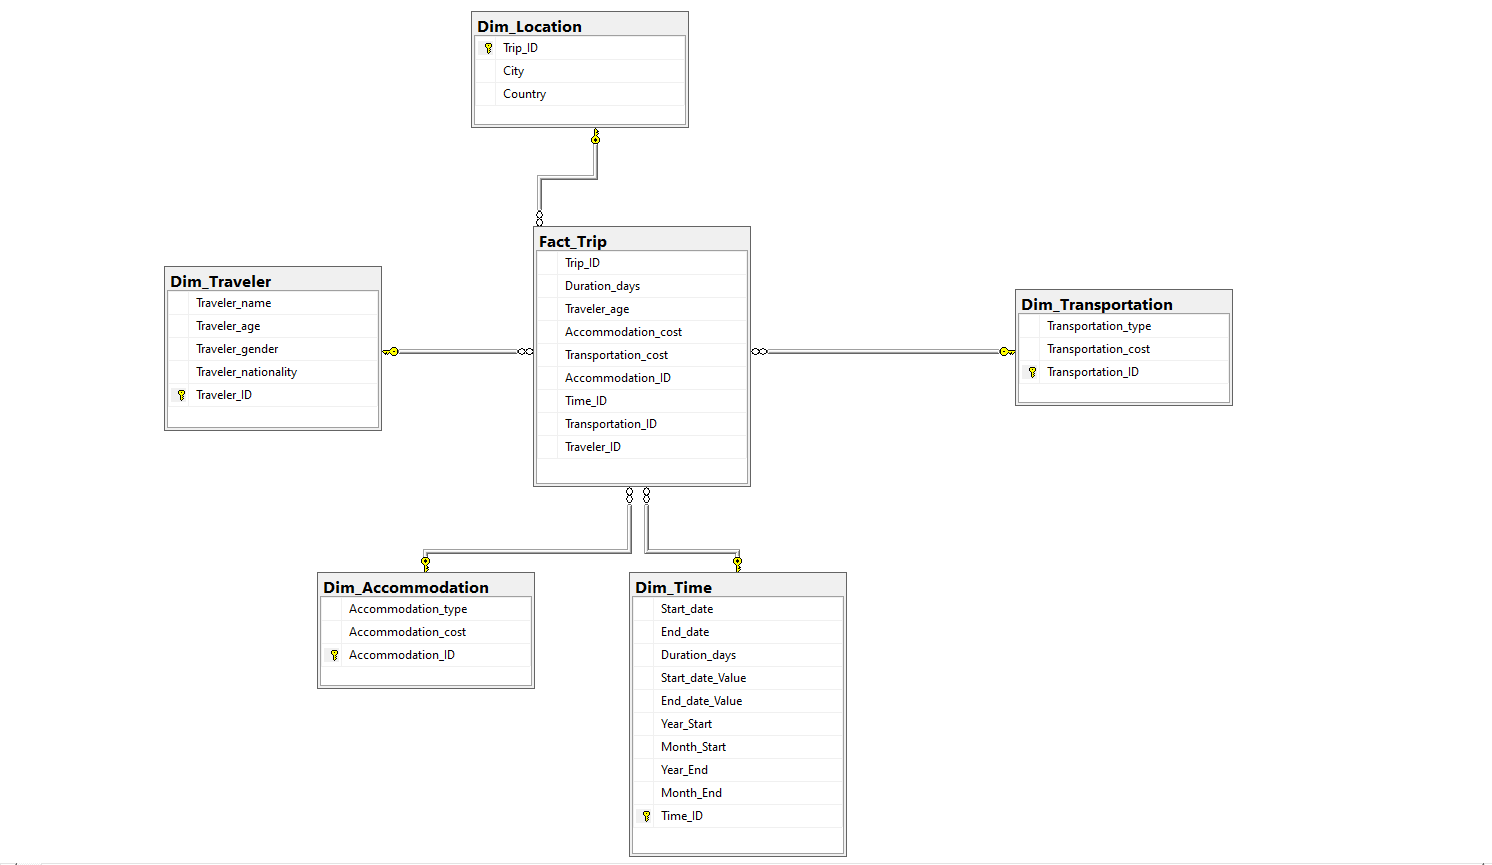 Dim_Location
Trip_ID
City
Country
Fact_Trip
Trip_ID
Duration_days
Traveler_age
Accommodation_cost
Transportation_cost
Accommodation_ID
Time_ID
Transportation_ID
Traveler_ID
Dim_Traveler
Traveler_name
Traveler_age
Traveler_gender
Traveler_nationality
Traveler_ID
Dim_Transportation
Transportation_type
Transportation_cost
Transportation_ID
Dim_Accommodation
Accommodation_type
Accommodation_cost
Accommodation_ID
Dim_Time
Start_date
End_date
Duration_days
Start_date_Value
End_date_Value
Year_Start
Month_Start
Year_End
Month_End
Time_ID